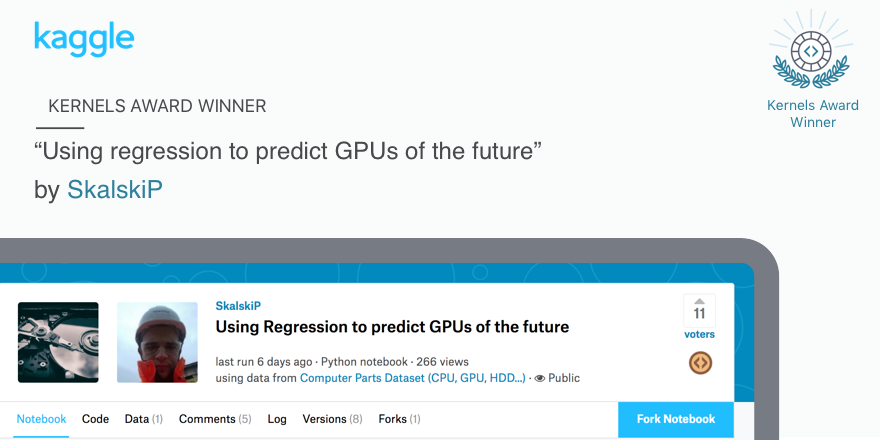 kaggle
Kernels Award
Winner
KERNELS AWARD WINNER
“Using regression to predict GPUs of the future”
by SkalskiP
SkalskiP
Using Regression to predict GPUs of the future
last run 6 days ago · Python notebook · 266 views
using data from Computer Parts Dataset (CPU, GPU, HDD...) · Public
11
voters
Notebook Code Data (1) Comments (5) Log Versions (8) Forks (1) Fork Notebook